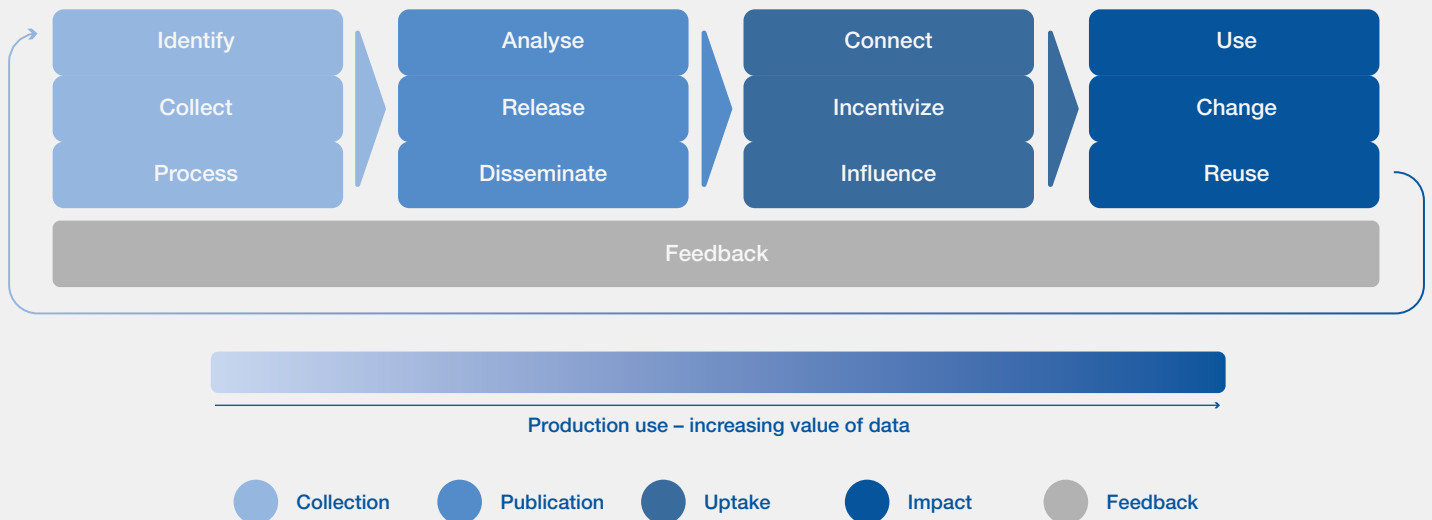 Identify
Collect
Process
Analyse
Release
Disseminate
Connect
Incentivize
Influence
Use
Change
Reuse
Feedback
Production use – increasing value of data
Collection
Publication
Uptake
Impact
Feedback